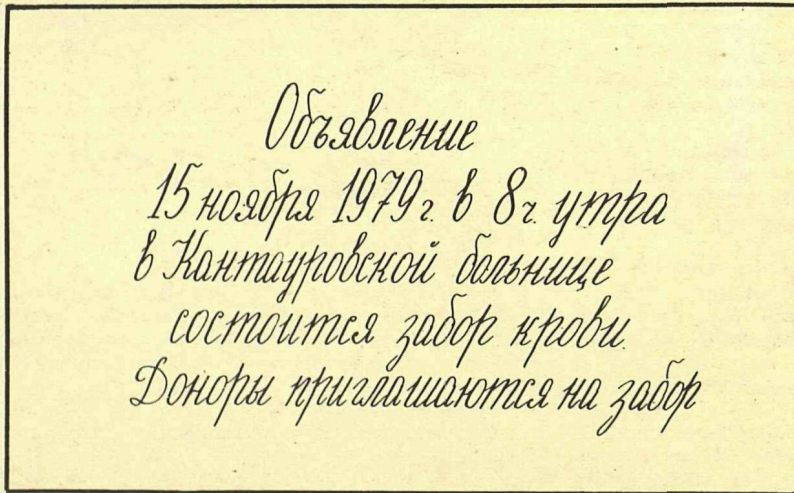 Объявление
15 ноября 1979 г. в 8 ч. утра
в Кантауровской больнице
состоится забор крови.
Доноры приглашаются на забор